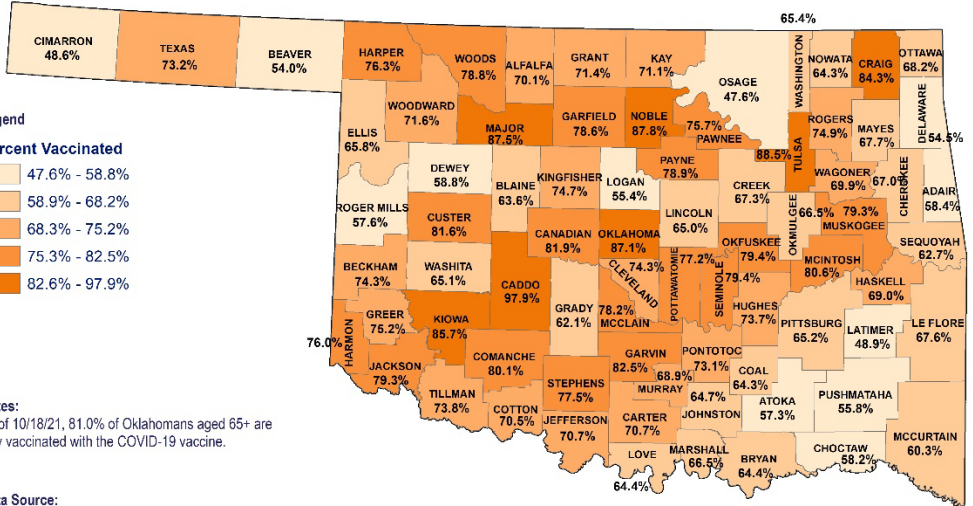 65.4%
CIMARRON
48.6%
TEXAS
73.2%
BEAVER
54.0%
HARPER
76.3%
WOODS
78.8%
ALFALFA
70.1%
GRANT
71.4%
KAY
71.1%
OSAGE
47.6%
WASHINGTON
NOWATA
64.3%
CRAIG
84.3%
OTTAWA
68.2%
DELAWARE
54.5%
WOODWARD
71.6%
MAJOR
87.5%
GARFIELD
78.6%
NOBLE
87.8%
75.7%
PAWNEE
ROGERS
74.9%
MAYES
67.7%
gend
rcent Vaccinated
47.6% - 58.8%
58.9% - 68.2%
68.3% - 75.2%
75.3% - 82.5%
82.6% - 97.9%
ELLIS
65.8%
DEWEY
58.8%
BLAINE
63.6%
KINGFISHER
74.7%
LOGAN
55.4%
PAYNE
78.9%
88.5%
TULSA
WAGONER
69.9%
67.0%
CHEROKEE
ADAIR
58.4%
ROGER MILLS
57.6%
CUSTER
81.6%
CANADIAN
81.9%
OKLAHOMA
87.1%
LINCOLN
65.0%
CREEK
67.3%
OKMULGEE
66.5%
79.3%
MUSKOGEE
SEQUOYAH
62.7%
BECKHAM
74.3%
WASHITA
65.1%
CADDO
97.9%
GRADY
62.1%
74.3%
CLEVELAND
77.2%
POTTAWATOMIE
SEMINOLE
79.4%
OKFUSKEE
79.4%
MCINTOSH
80.6%
HASKELL
69.0%
GREER
75.2%
KIOWA
85.7%
78.2%
MCCLAIN
HUGHES
73.7%
PITTSBURG
65.2%
LATIMER
48.9%
LE FLORE
67.6%
76.0%
HARMON
JACKSON
79.3%
COMANCHE
80.1%
GARVIN
82.5%
PONTOTOC
73.1%
COAL
64.3%
TILLMAN
73.8%
COTTON
70.5%
STEPHENS
77.5%
68.9%
MURRAY
64.7%
JOHNSTON
ATOKA
57.3%
PUSHMATAHA
55.8%
JEFFERSON
70.7%
CARTER
70.7%
LOVE
64.4%
MARSHALL
66.5%
BRYAN
64.4%
CHOCTAW
58.2%
MCCURTAIN
60.3%
tes:
of 10/18/21, 81.0% of Oklahomans aged 65+ are
y vaccinated with the COVID-19 vaccine.
ta Source: